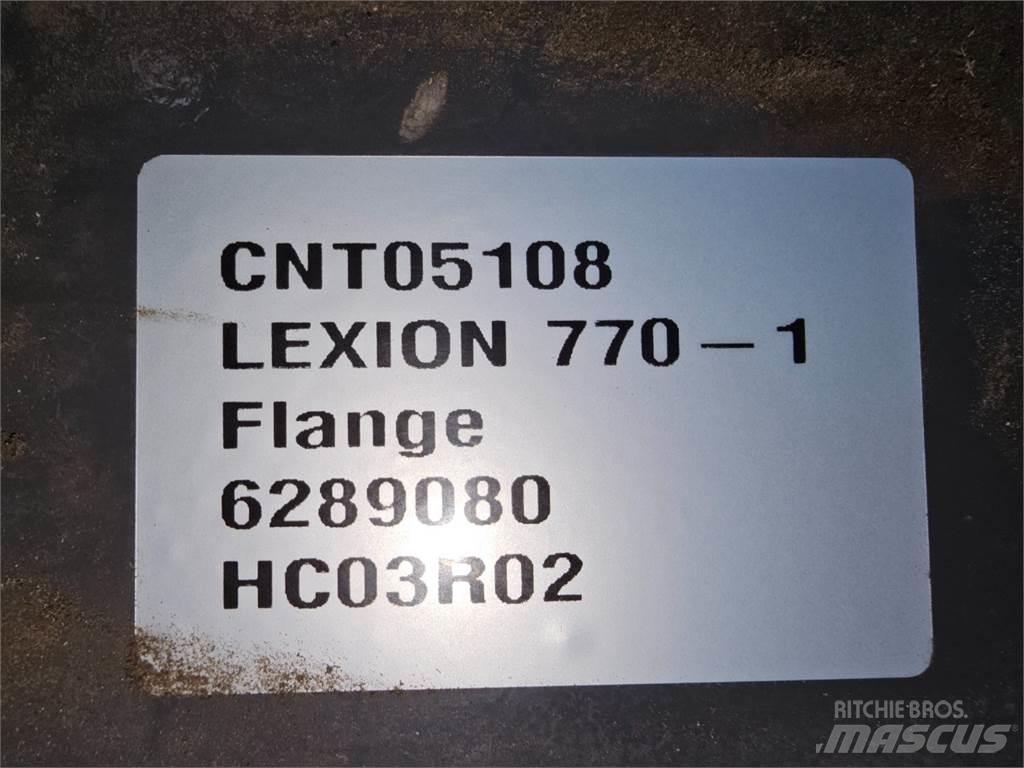 CNT05108
LEXION 770 – 1
Flange
6289080
HC03R02
RITCHIE BROS.
MASCUS